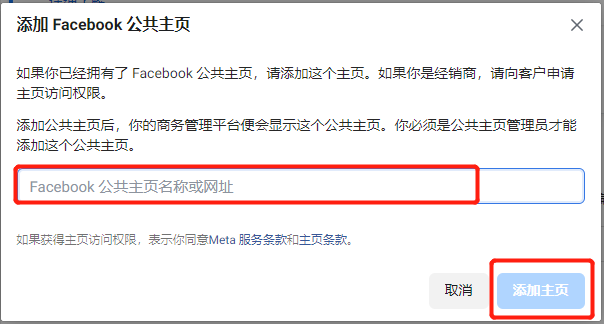 添加 Facebook 公共主页
如果你已经拥有了 Facebook 公共主页，请添加这个主页。如果你是经销商，请向客户申请
主页访问权限。
添加公共主页后，你的商务管理平台便会显示这个公共主页。你必须是公共主页管理员才能
添加这个公共主页。
Facebook 公共主页名称或网址
如果获得主页访问权限，表示你同意Meta 服务条款和主页条款。
取消 添加主页